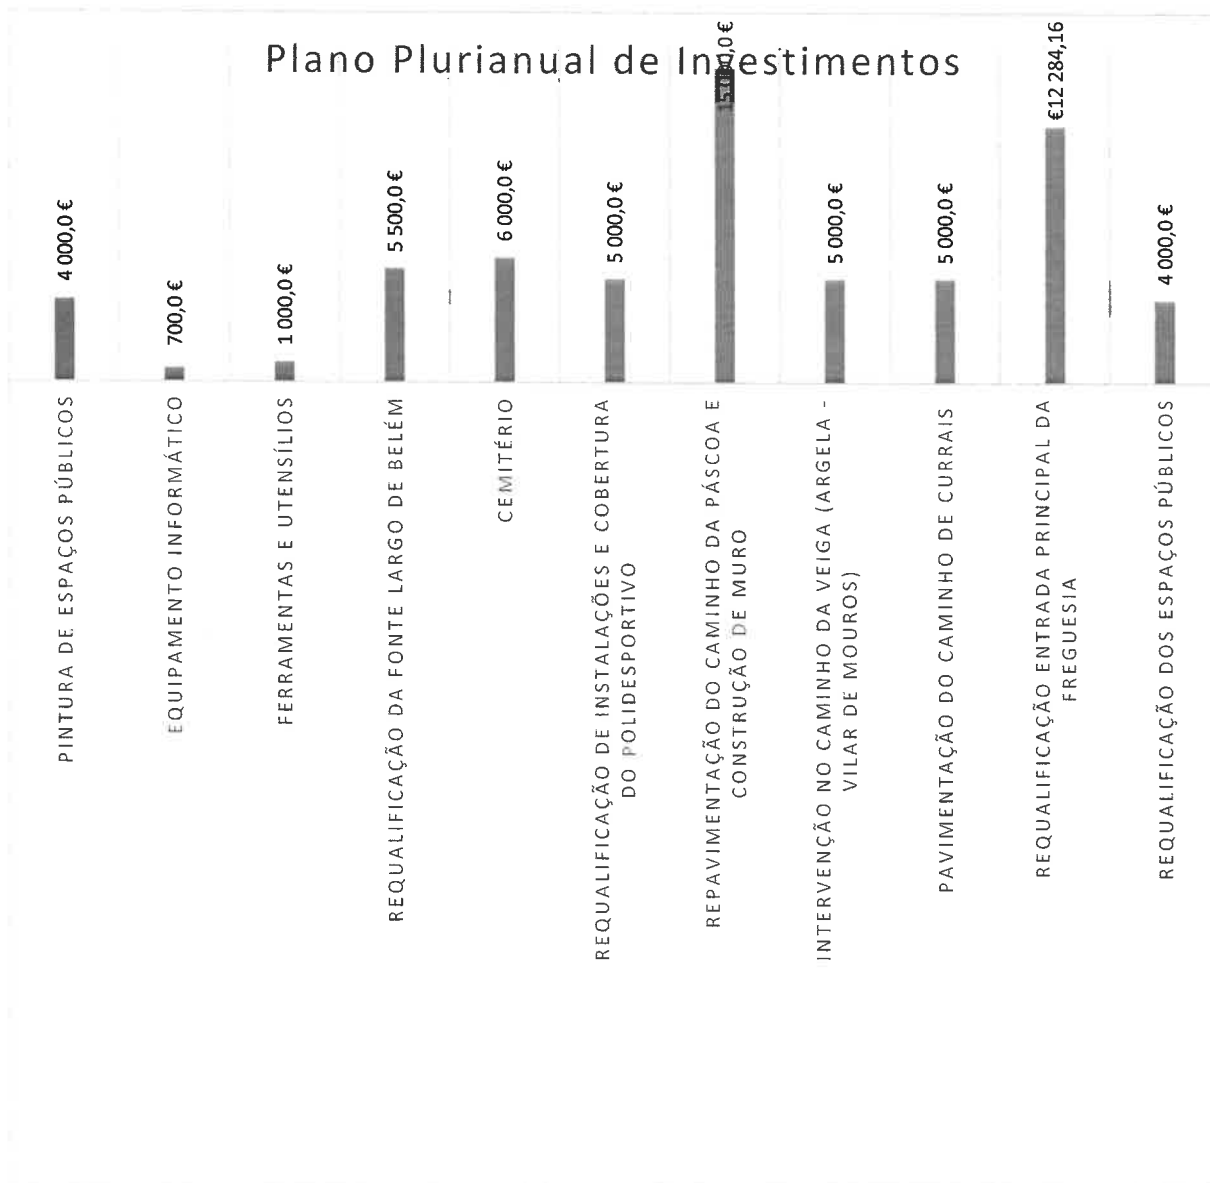 Plano Plurianual de Investimentos
4 000,0 €
700,0 €
1 000,0 €
5 500,0 €
6 000,0 €
5 000,0 €
5 000,0 €
5 000,0 €
€12 284,16
4 000,0 €
PINTURA DE ESPAÇOS PÚBLICOS
EQUIPAMENTO INFORMÁTICO
FERRAMENTAS E UTENSÍLIOS
REQUALIFICAÇÃO DA FONTE LARGO DE BELÉM
CEMITÉRIO
REQUALIFICAÇÃO DE INSTALAÇÕES E COBERTURA
DO POLIDESPORTIVO
REPAVIMENTAÇÃO DO CAMINHO DA PÁSCOA E
CONSTRUÇÃO DE MURO
INTERVENÇÃO NO CAMINHO DA VEIGA (ARGELA -
VILAR DE MOUROS)
PAVIMENTAÇÃO DO CAMINHO DE CURRAIS
REQUALIFICAÇÃO ENTRADA PRINCIPAL DA
FREGUESIA
REQUALIFICAÇÃO DOS ESPAÇOS PÚBLICOS